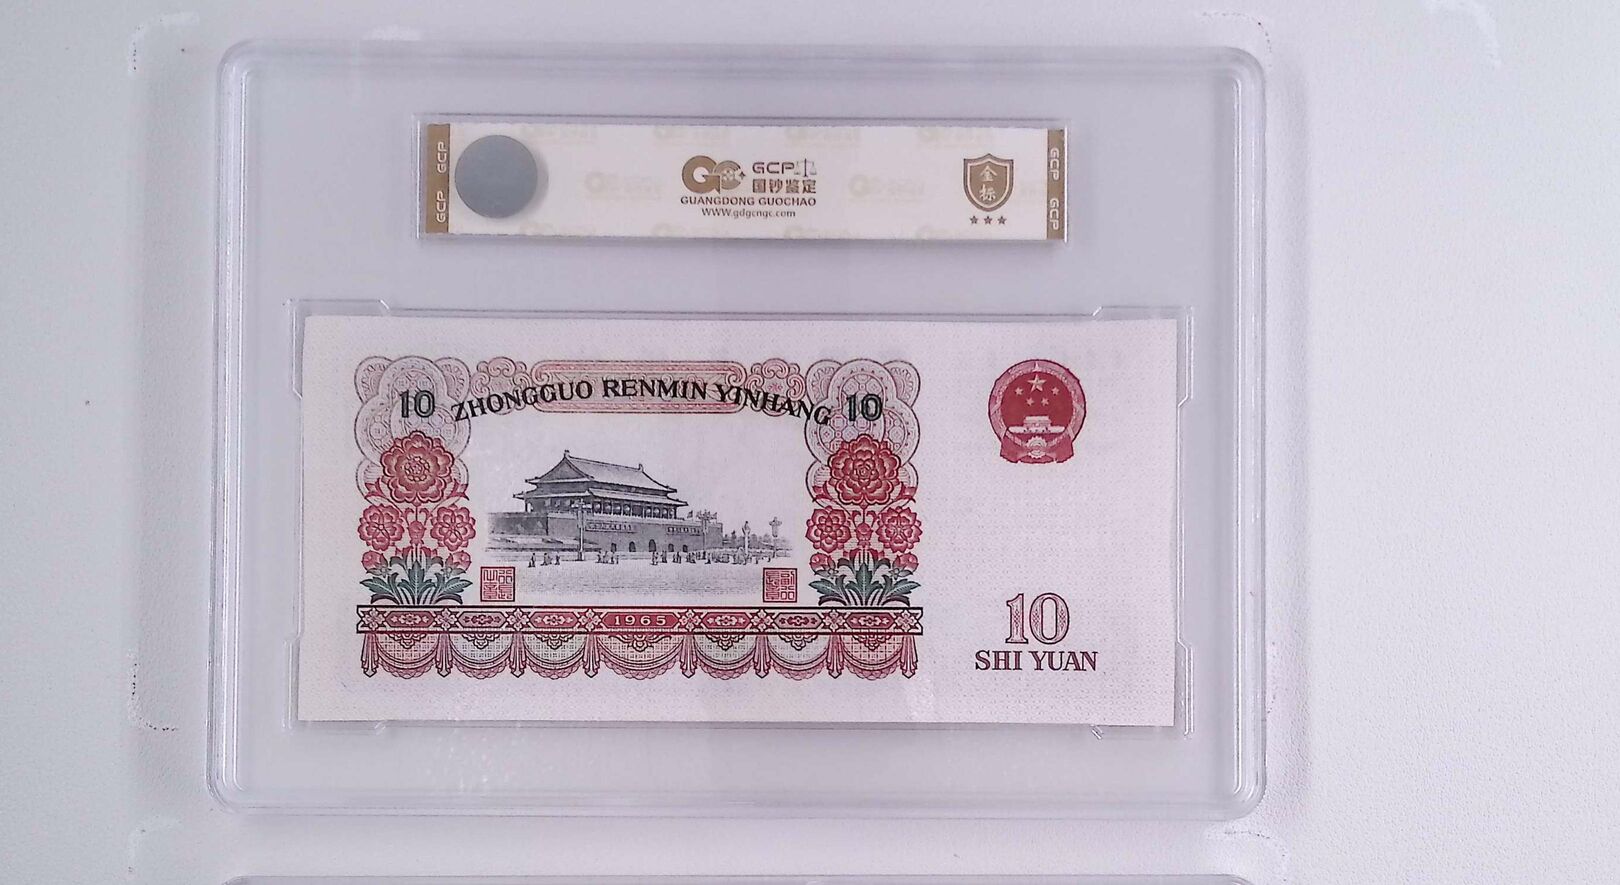 GCP GCP
GCP
国钞鉴定
GUANGDONG GUOCHAO
WWW.gdgcngc.com
金标
GCP GCP
10 ZHONGGUO RENMIN YINHANG 10
1965
10
SHI YUAN